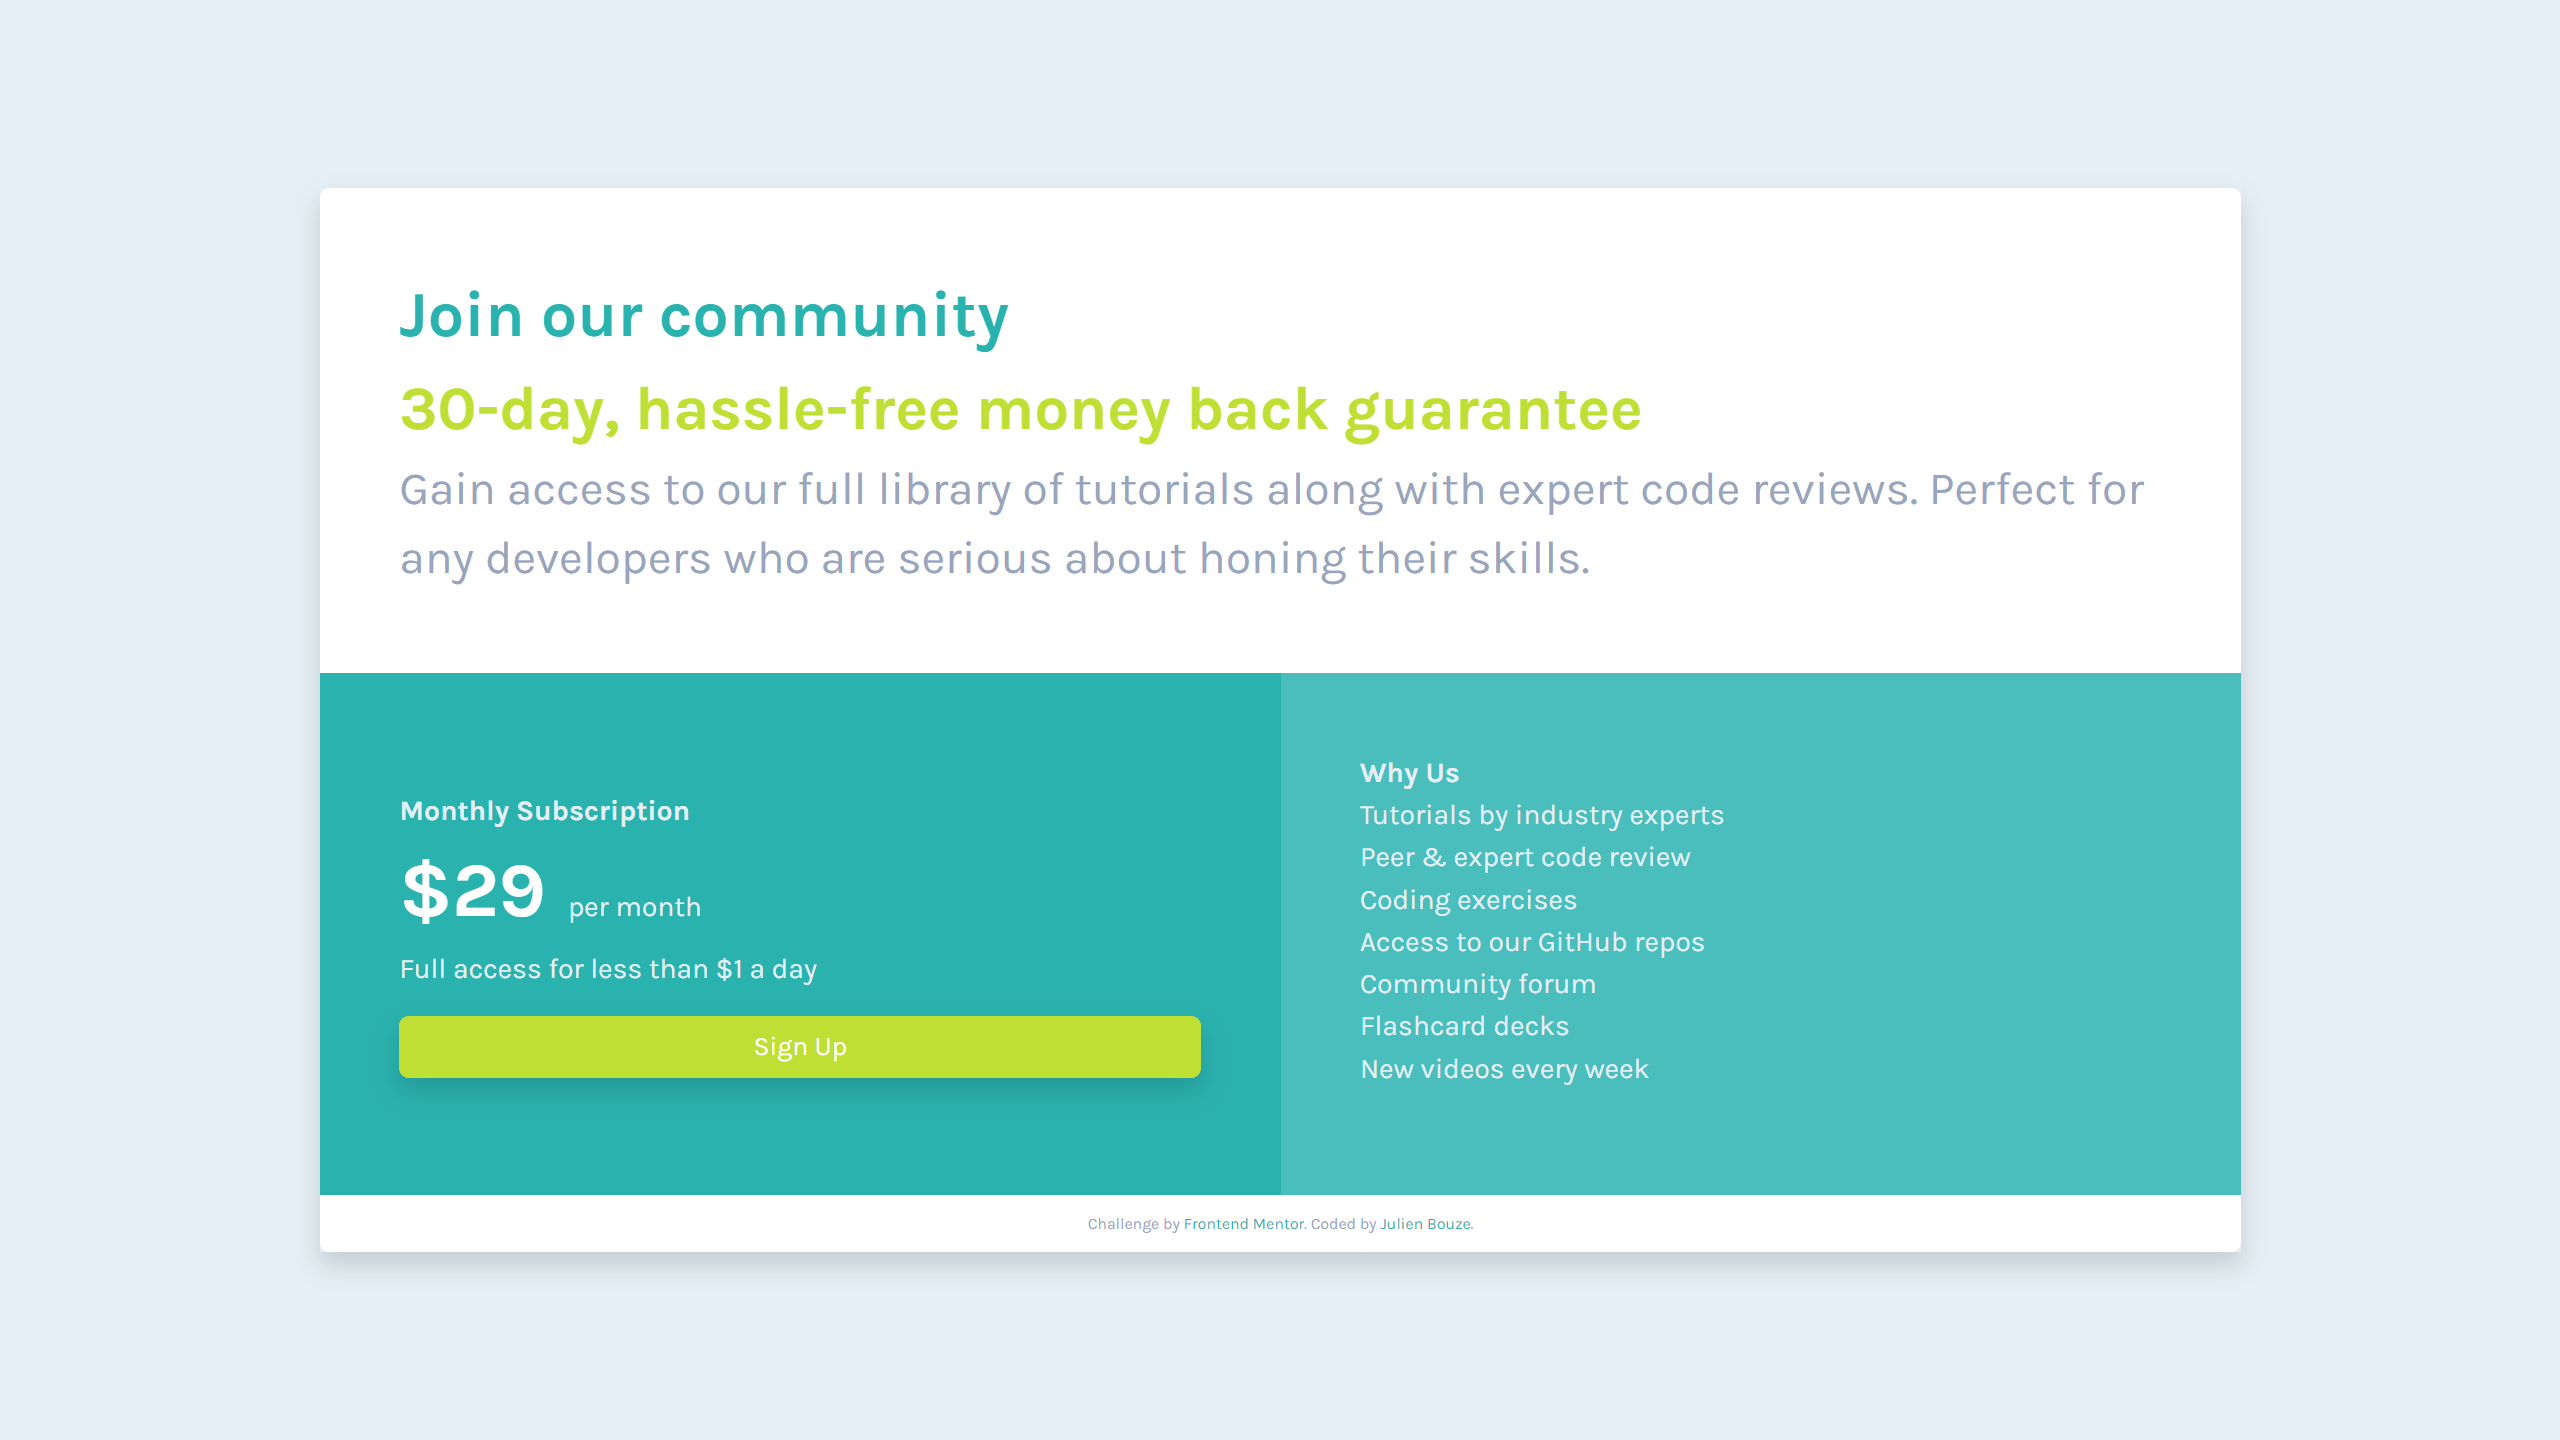 Join our community
30-day, hassle-free money back guarantee
Gain access to our full library of tutorials along with expert code reviews. Perfect for
any developers who are serious about honing their skills.
Monthly Subscription
$29 per month
Full access for less than $1 a day
Sign Up
Why Us
Tutorials by industry experts
Peer & expert code review
Coding exercises
Access to our GitHub repos
Community forum
Flashcard decks
New videos every week
Challenge by Frontend Mentor. Coded by Julien Bouze.